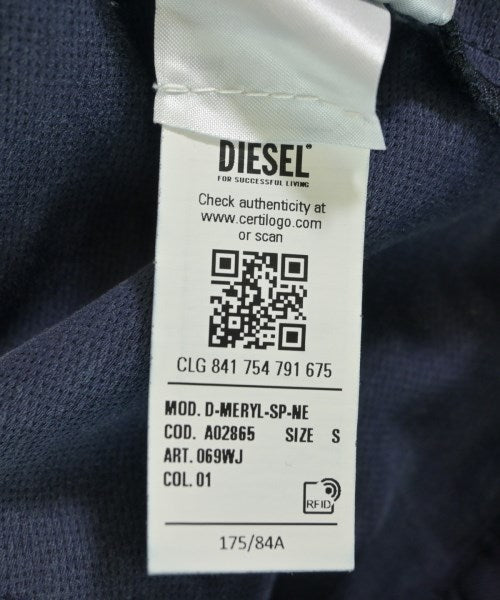 DIESEL
FOR SUCCESSFUL LIVING
Check authenticity at
www.certilogo.com
or scan
CLG 841 754 791 675
MOD. D-MERYL-SP-NE
COD. A02865 SIZE S
ART. 069WJ
COL. 01
RFID
175/84A